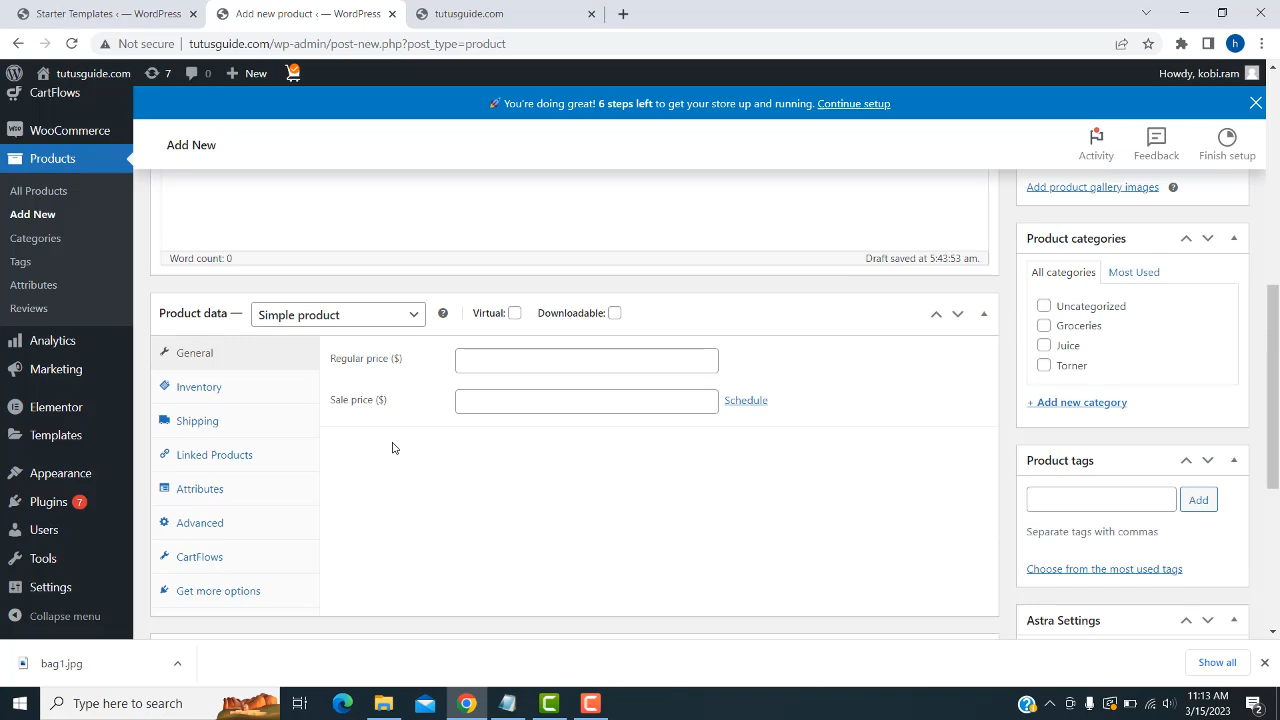 Starter Templates ‹ — WordPress
Add new product ‹ — WordPress
tutusguide.com
Not secure
tutusguide.com/wp-admin/post-new.php?post_type=product
h
tutusguide.com
7
0
New
Howdy, kobi.ram
CartFlows
WooCommerce
Products
All Products
Add New
Categories
Tags
Attributes
Reviews
Analytics
Marketing
Elementor
Templates
Appearance
Plugins 7
Users
Tools
Settings
Collapse menu
🚀 You're doing great! 6 steps left to get your store up and running. Continue setup
Add New
Activity
Feedback
Finish setup
Word count: 0
Draft saved at 5:43:53 am.
Product data —
Simple product
Virtual:
Downloadable:
General
Inventory
Shipping
Linked Products
Attributes
Advanced
CartFlows
Get more options
Regular price ($)
Sale price ($)
Schedule
Add product gallery images
Product categories
All categories
Most Used
Uncategorized
Groceries
Juice
Torner
+ Add new category
Product tags
Add
Separate tags with commas
Choose from the most used tags
Astra Settings
bag1.jpg
Show all
Type here to search
11:13 AM
3/15/2023
2